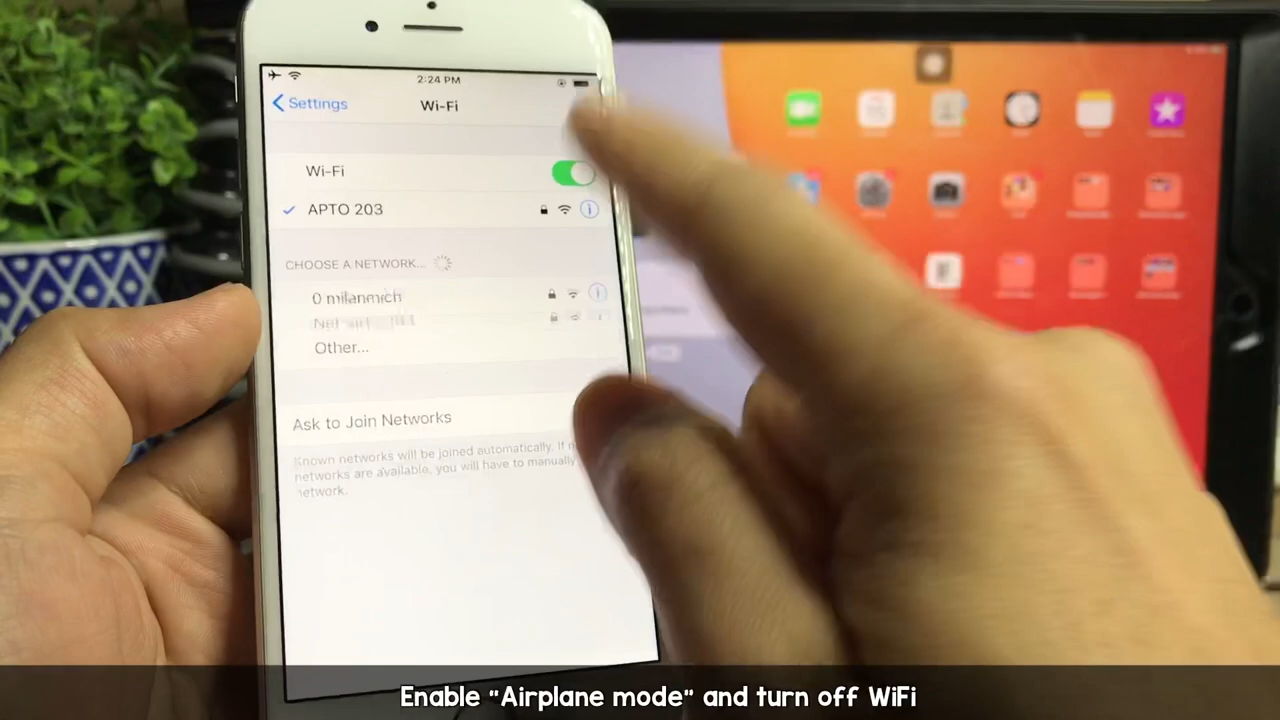 2:24 PM
Settings
Wi-Fi
Wi-Fi
APTO 203
CHOOSE A NETWORK...
0 milanmich
Other...
Ask to Join Networks
Known networks will be joined automatically. If
networks are available, you will have to manually
network.
Enable "Airplane mode" and turn off WiFi